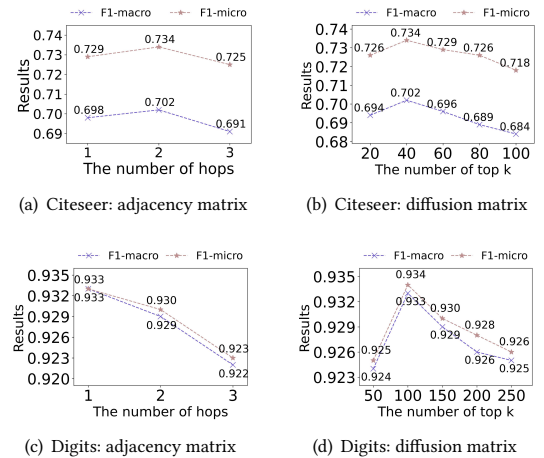 F1-macro F1-micro
0.74
0.73
0.72
0.71
0.70
0.69
Results
0.729
0.734
0.725
0.698
0.702
0.691
1 2 3
The number of hops
(a) Citeseer: adjacency matrix
F1-macro F1-micro
0.74
0.73
0.72
0.71
0.70
0.69
0.68
Results
0.726
0.734
0.729
0.726
0.718
0.694
0.702
0.696
0.689
0.684
20 40 60 80 100
The number of top k
(b) Citeseer: diffusion matrix
F1-macro F1-micro
0.935
0.932
0.929
0.926
0.923
0.920
Results
0.933
0.933
0.930
0.929
0.923
0.922
1 2 3
The number of hops
(c) Digits: adjacency matrix
F1-macro F1-micro
0.935
0.932
0.929
0.926
0.923
Results
0.925
0.924
0.934
0.933
0.930
0.929
0.928
0.926
0.926
0.925
50 100 150 200 250
The number of top k
(d) Digits: diffusion matrix